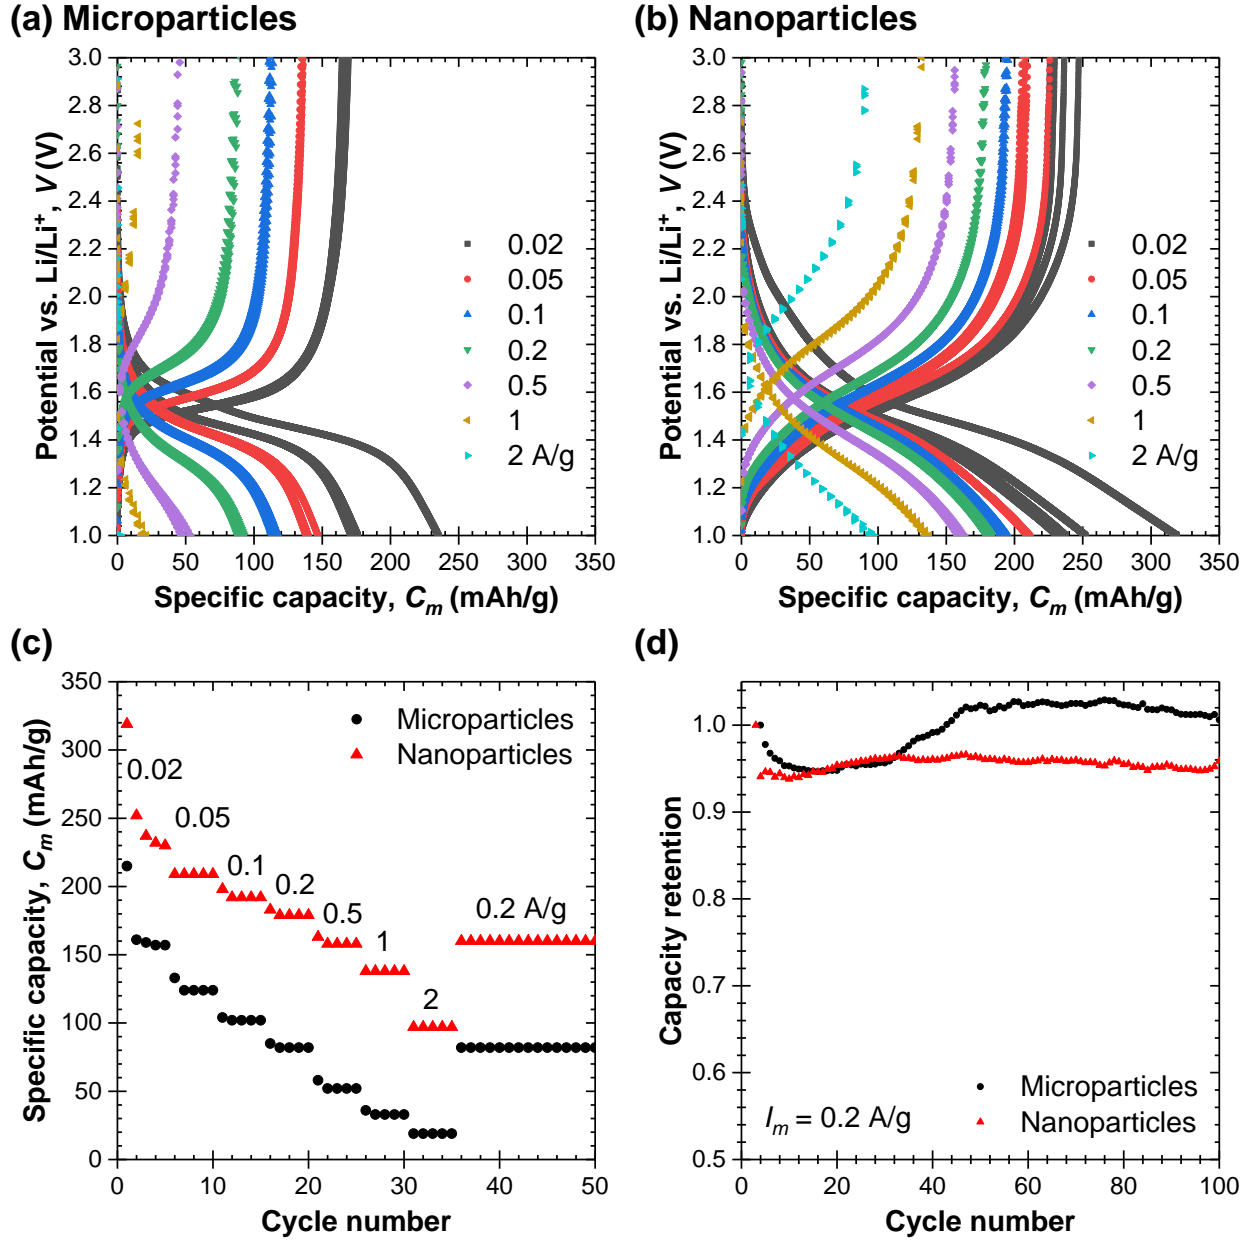 (a) Microparticles
3.0
2.8
2.6
2.4
2.2
2.0
1.8
1.6
1.4
1.2
1.0
Potential vs. Li/Li⁺, V (V)
0.02
0.05
0.1
0.2
0.5
1
2 A/g
0 50 100 150 200 250 300 350
Specific capacity, Cₘ (mAh/g)
(b) Nanoparticles
3.0
2.8
2.6
2.4
2.2
2.0
1.8
1.6
1.4
1.2
1.0
Potential vs. Li/Li⁺, V (V)
0.02
0.05
0.1
0.2
0.5
1
2 A/g
0 50 100 150 200 250 300 350
Specific capacity, Cₘ (mAh/g)
(c)
350
300
250
200
150
100
50
0
Specific capacity, Cₘ (mAh/g)
Microparticles
Nanoparticles
0.02
0.05
0.1
0.2
0.5
1
2
0.2 A/g
0 10 20 30 40 50
Cycle number
(d)
1.0
0.9
0.8
0.7
0.6
0.5
Capacity retention
Microparticles
Nanoparticles
Iₘ = 0.2 A/g
0 20 40 60 80 100
Cycle number